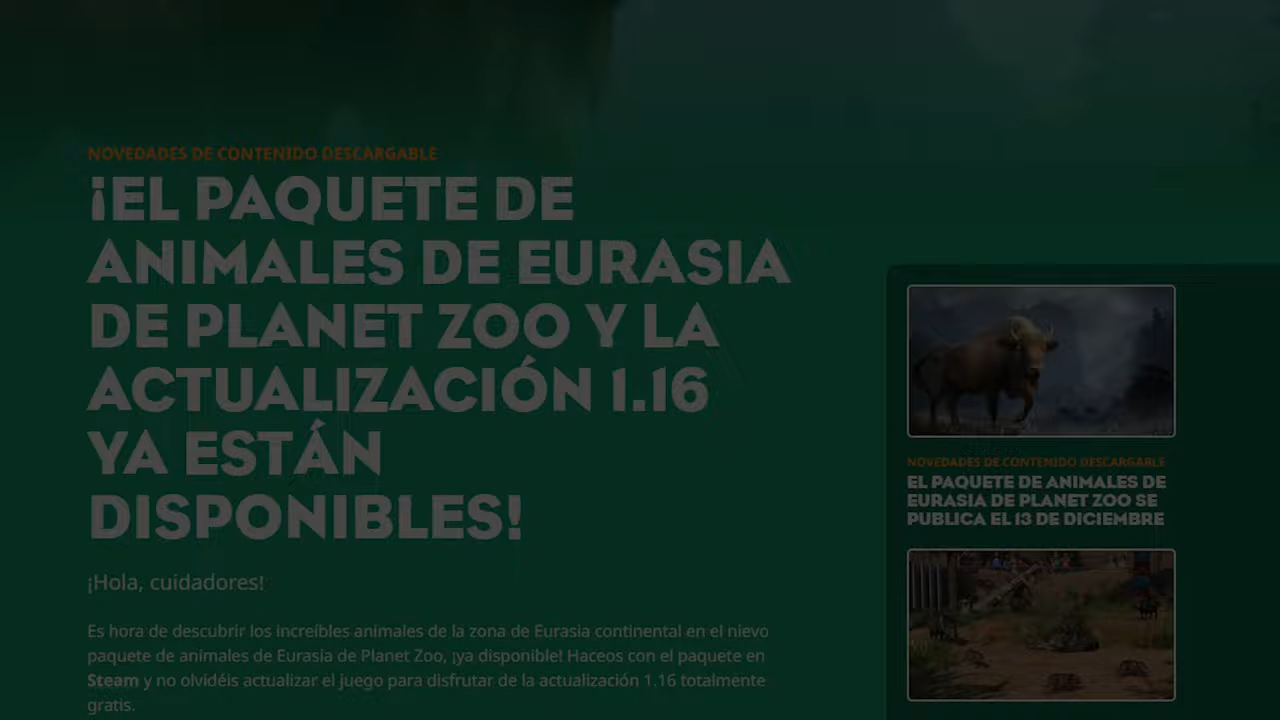 NOVEDADES DE CONTENIDO DESCARGABLE
¡EL PAQUETE DE
ANIMALES DE EURASIA
DE PLANET ZOO Y LA
ACTUALIZACIÓN 1.16
YA ESTÁN
DISPONIBLES!
¡Hola, cuidadores!
Es hora de descubrir los increíbles animales de la zona de Eurasia continental en el nievo
paquete de animales de Eurasia de Planet Zoo, ¡ya disponible! Haceos con el paquete en
Steam y no olvidéis actualizar el juego para disfrutar de la actualización 1.16 totalmente
gratis.
NOVEDADES DE CONTENIDO DESCARGABLE
EL PAQUETE DE ANIMALES DE
EURASIA DE PLANET ZOO SE
PUBLICA EL 13 DE DICIEMBRE